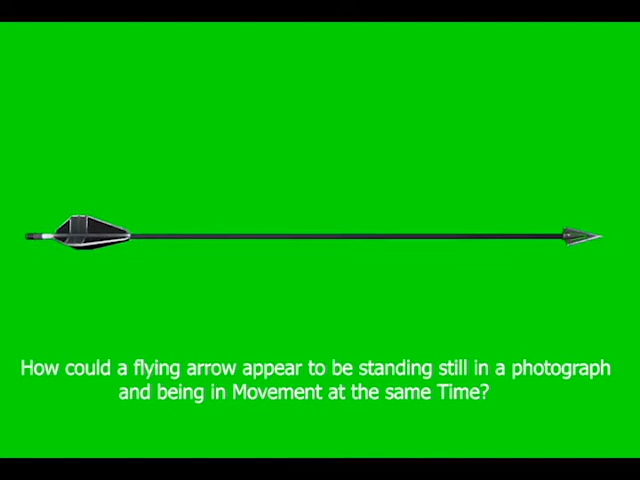 How could a flying arrow appear to be standing still in a photograph
and being in Movement at the same Time?